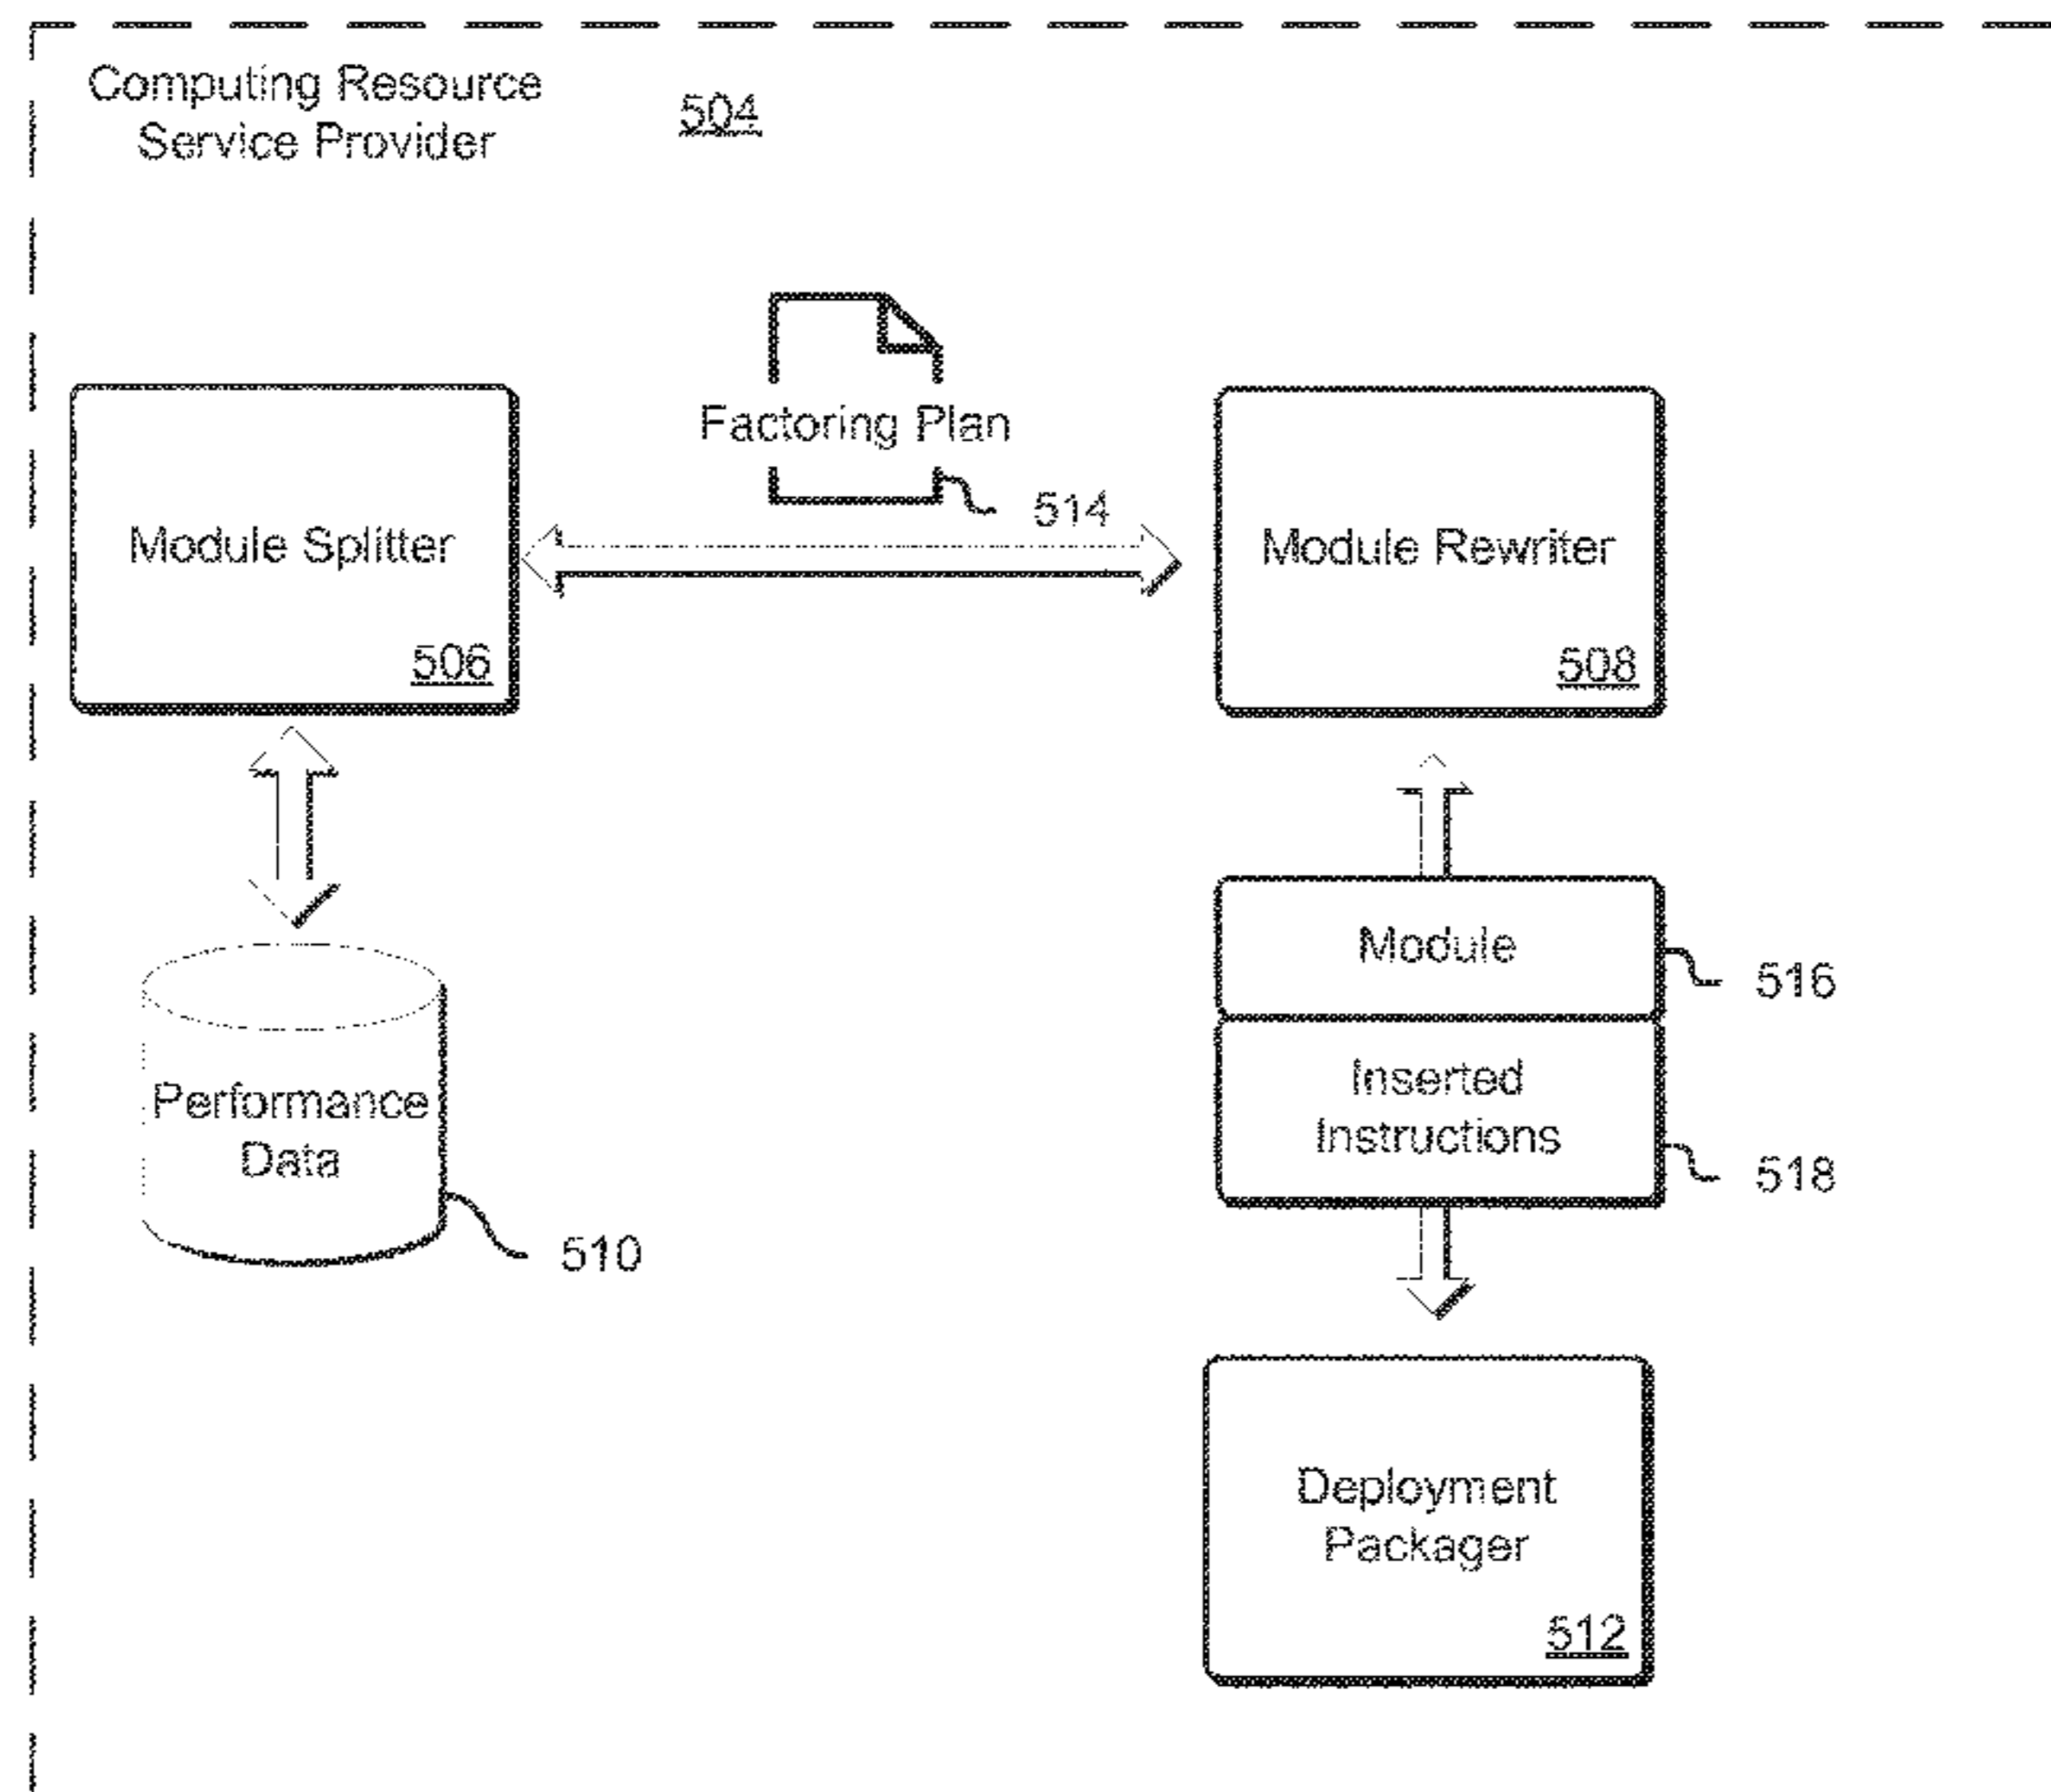 Computing Resource
Service Provider
504
Factoring Plan
514
Module Splitter
506
Module Rewriter
508
Module
516
Inserted
Instructions
518
Performance
Data
510
Deployment
Packager
512